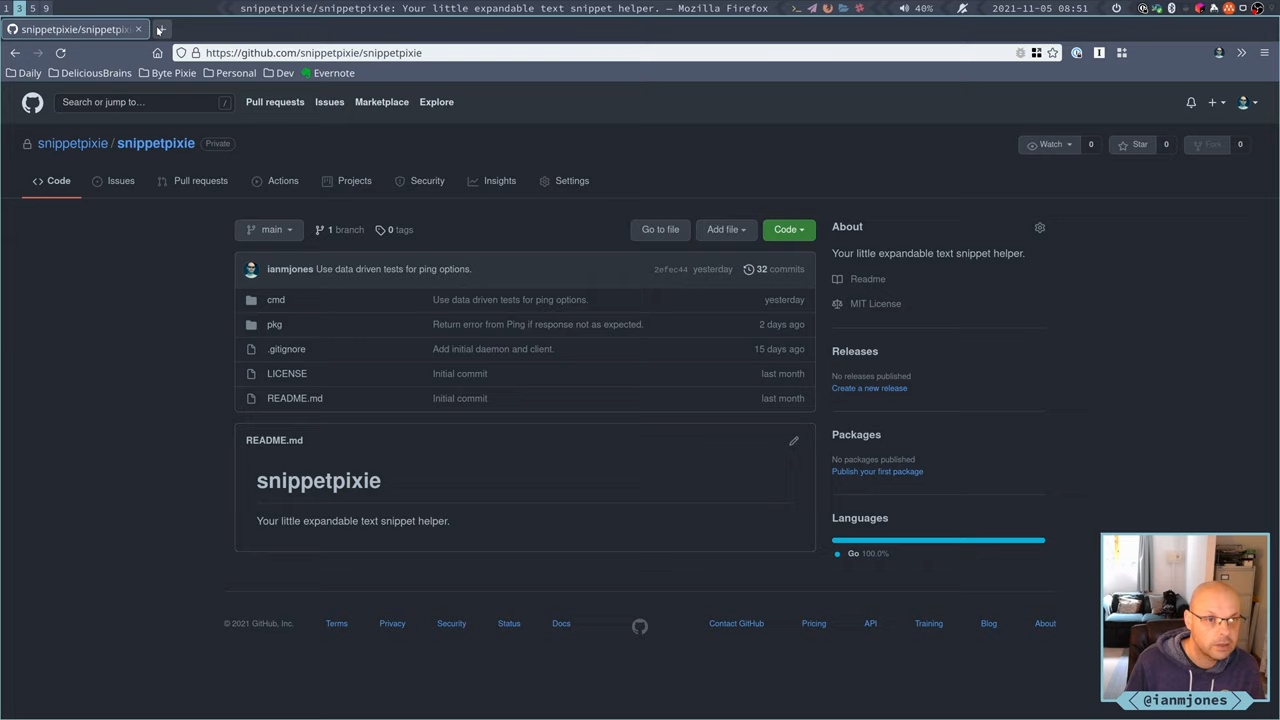 1 3 5 9
snippetpixie/snippetpixie: Your little expandable text snippet helper. — Mozilla Firefox
40%
2021-11-05 08:51
snippetpixie/snippetpix
https://github.com/snippetpixie/snippetpixie
Daily DeliciousBrains Byte Pixie Personal Dev Evernote
Search or jump to… /
Pull requests Issues Marketplace Explore
snippetpixie / snippetpixie Private
Watch 0 Star 0 Fork 0
Code Issues Pull requests Actions Projects Security Insights Settings
main 1 branch 0 tags
Go to file Add file Code
ianmjones Use data driven tests for ping options. 2efec44 yesterday 32 commits
cmd Use data driven tests for ping options. yesterday
pkg Return error from Ping if response not as expected. 2 days ago
.gitignore Add initial daemon and client. 15 days ago
LICENSE Initial commit last month
README.md Initial commit last month
README.md
snippetpixie
Your little expandable text snippet helper.
About
Your little expandable text snippet helper.
Readme
MIT License
Releases
No releases published
Create a new release
Packages
No packages published
Publish your first package
Languages
Go 100.0%
© 2021 GitHub, Inc. Terms Privacy Security Status Docs Contact GitHub Pricing API Training Blog About
@ianmjones